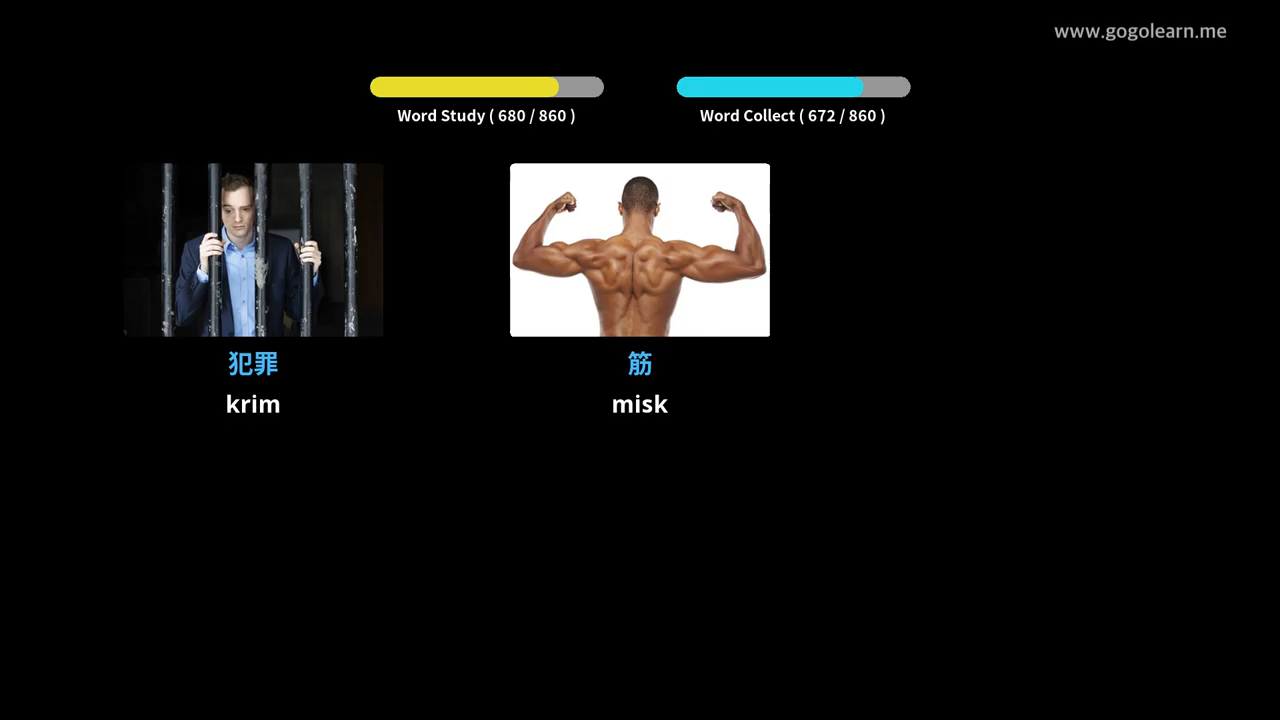 www.gogolearn.me
Word Study ( 680 / 860 )
Word Collect ( 672 / 860 )
犯罪
krim
筋
misk